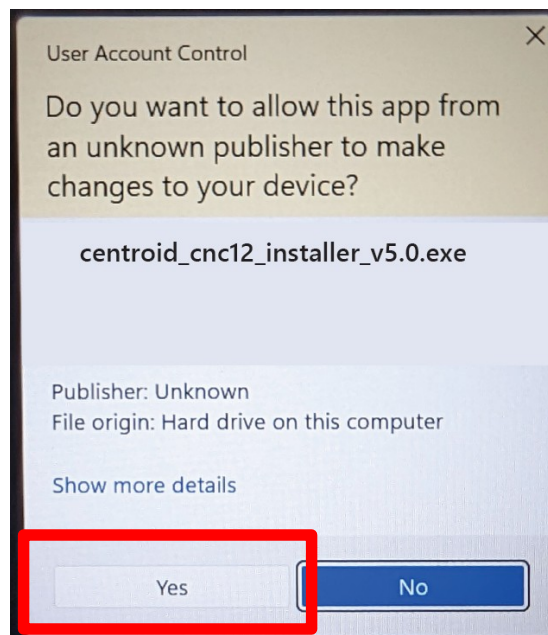 User Account Control
Do you want to allow this app from
an unknown publisher to make
changes to your device?
centroid_cnc12_installer_v5.0.exe
Publisher: Unknown
File origin: Hard drive on this computer
Show more details
Yes
No